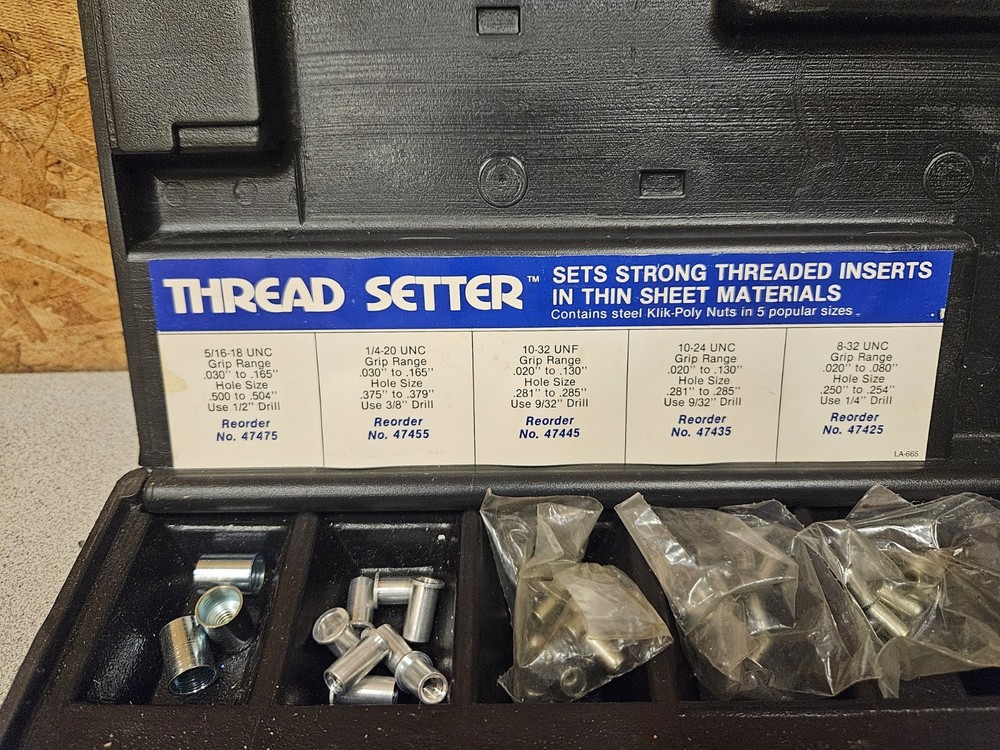 THREAD SETTER™
SETS STRONG THREADED INSERTS
IN THIN SHEET MATERIALS
Contains steel Klik-Poly Nuts in 5 popular sizes
5/16-18 UNC
Grip Range
.030" to .165"
Hole Size
.500 to .504"
Use 1/2" Drill
Reorder
No. 47475
1/4-20 UNC
Grip Range
.030" to .165"
Hole Size
.375" to .379"
Use 3/8" Drill
Reorder
No. 47455
10-32 UNF
Grip Range
.020" to .130"
Hole Size
.281" to .285"
Use 9/32" Drill
Reorder
No. 47445
10-24 UNC
Grip Range
.020" to .130"
Hole Size
.281" to .285"
Use 9/32" Drill
Reorder
No. 47435
8-32 UNC
Grip Range
.020" to .080"
Hole Size
.250" to .254"
Use 1/4" Drill
Reorder
No. 47425
LA-665